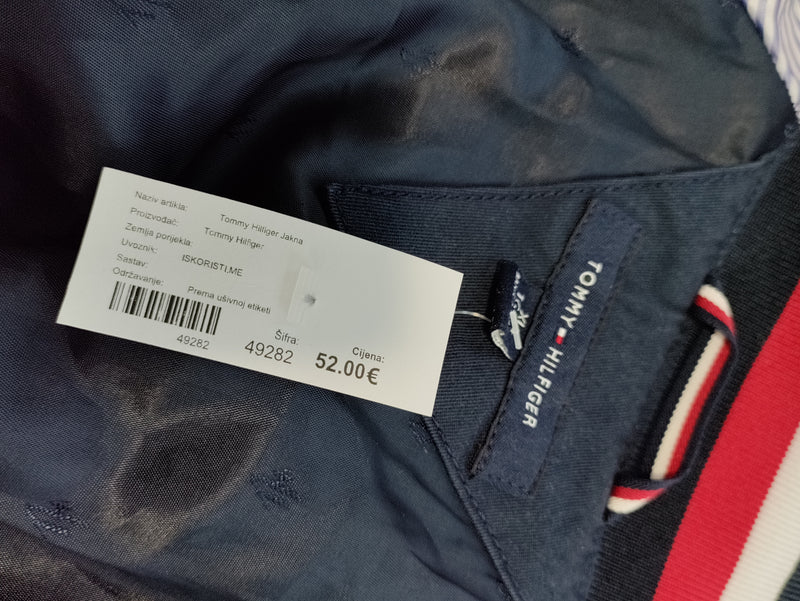 Naziv artikla: Tommy Hilfiger Jakna
Proizvođač: Tommy Hilfiger
Zemlja porijekla:
Uvoznik: ISKORISTI.ME
Sastav:
Održavanje: Prema ušivnoj etiketi
49282
Šifra:
49282
Cijena:
52.00€
TOMMY HILFIGER
XL